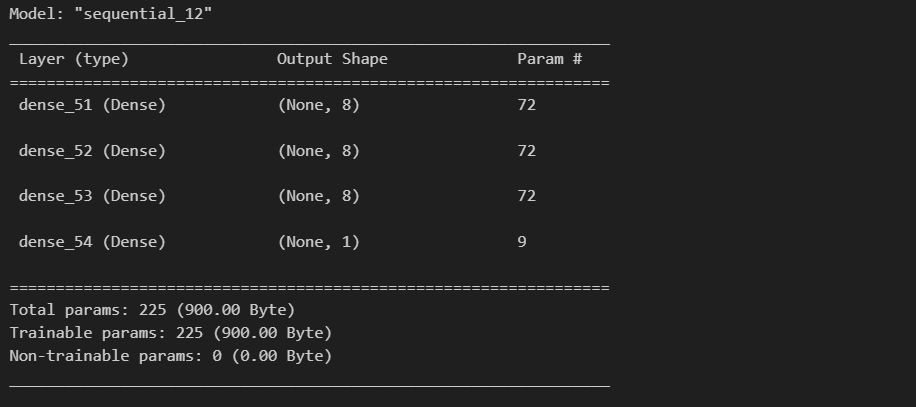 Model: "sequential_12"
_________________________________________________________________
Layer (type) Output Shape Param #
=================================================================
dense_51 (Dense) (None, 8) 72
dense_52 (Dense) (None, 8) 72
dense_53 (Dense) (None, 8) 72
dense_54 (Dense) (None, 1) 9
=================================================================
Total params: 225 (900.00 Byte)
Trainable params: 225 (900.00 Byte)
Non-trainable params: 0 (0.00 Byte)
_________________________________________________________________